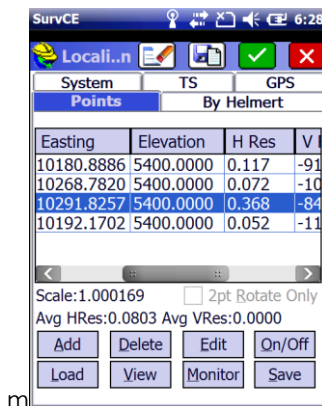 SurvCE 6:28
Locali..n
System TS GPS
Points By Helmert
Easting Elevation H Res V
10180.8886 5400.0000 0.117 -91
10268.7820 5400.0000 0.072 -10
10291.8257 5400.0000 0.368 -84
10192.1702 5400.0000 0.052 -11
Scale:1.000169 2pt Rotate Only
Avg HRes:0.0803 Avg VRes:0.0000
Add Delete Edit On/Off
Load View Monitor Save
m